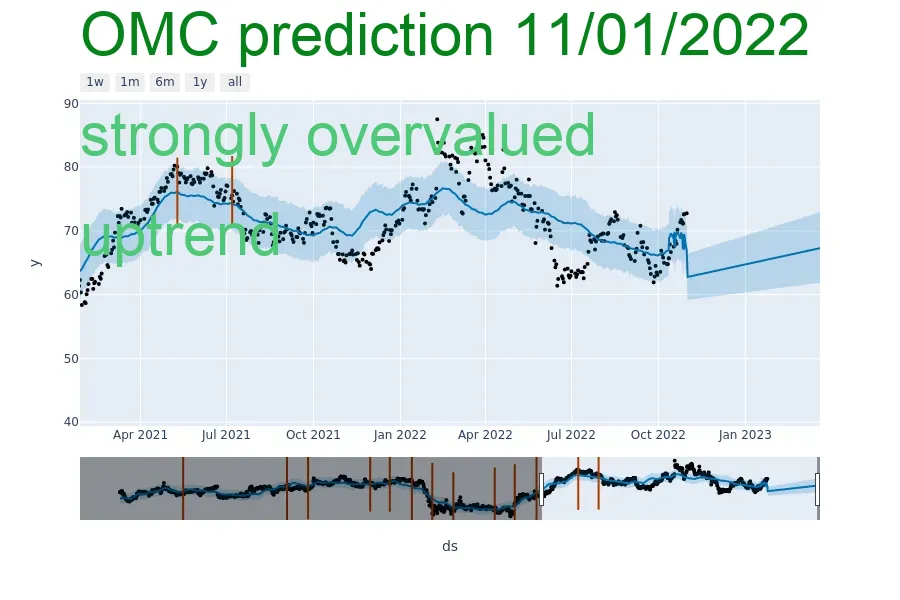 OMC prediction 11/01/2022
1w 1m 6m 1y all
90
strongly overvalued
80
70
uptrend
y
60
50
40
Apr 2021 Jul 2021 Oct 2021 Jan 2022 Apr 2022 Jul 2022 Oct 2022 Jan 2023
ds